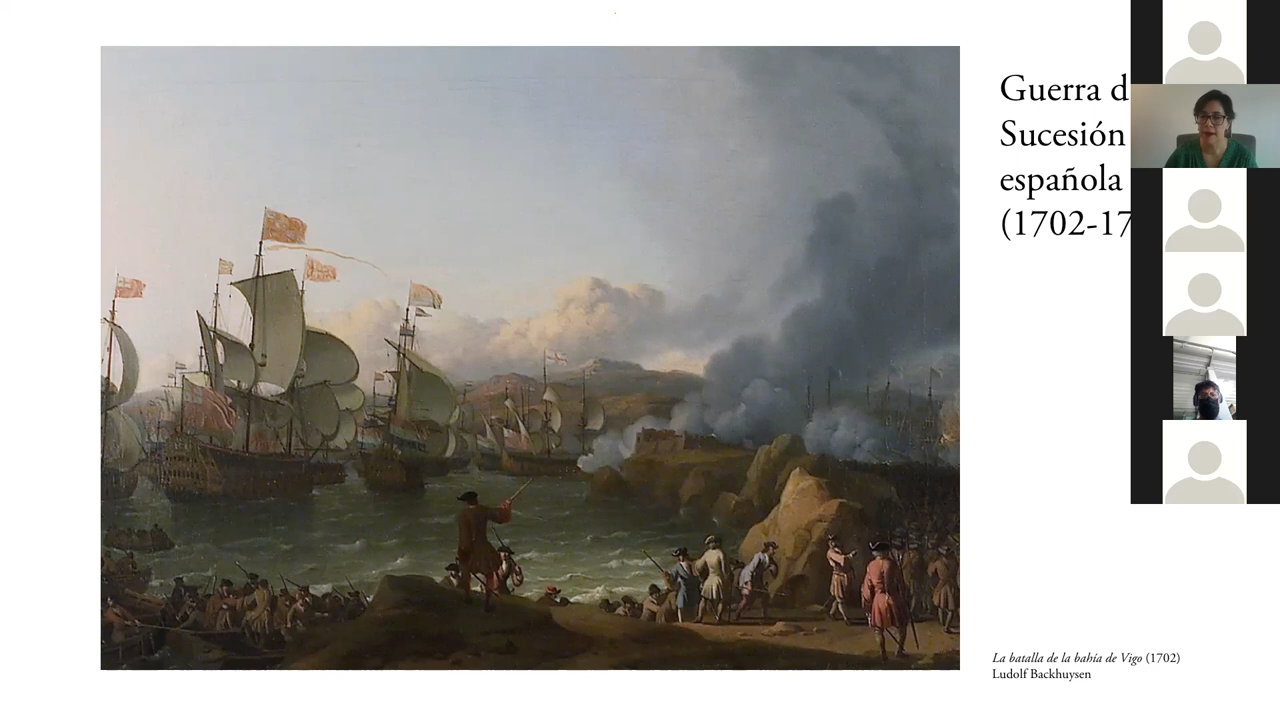 Guerra d
Sucesión
española
(1702-17
La batalla de la bahía de Vigo (1702)
Ludolf Backhuysen